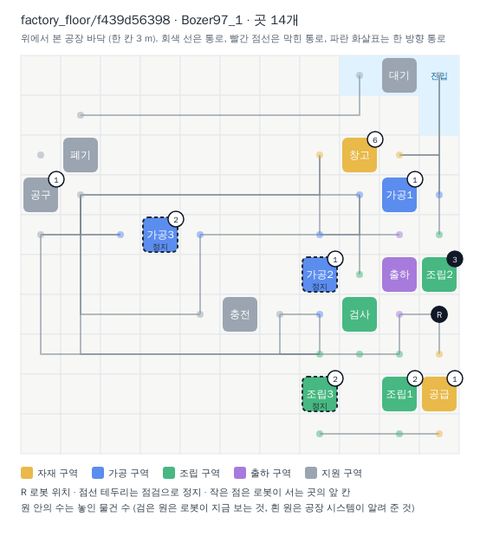 factory_floor/f439d56398 · Bozer97_1 · 곳 14개
위에서 본 공장 바닥 (한 칸 3 m). 회색 선은 통로, 빨간 점선은 막힌 통로, 파란 화살표는 한 방향 통로
대기
전립
6
창고
폐기
1
공구
1
가공1
2
가공3
정지
1
가공2
정지
출하
3
조립2
충전
검사
R
2
조립3
정지
2
조립1
1
공급
자재 구역 가공 구역 조립 구역 출하 구역 지원 구역
R 로봇 위치 · 점선 테두리는 점검으로 정지 · 작은 점은 로봇이 서는 곳의 앞 칸
원 안의 수는 놓인 물건 수 (검은 원은 로봇이 지금 보는 것, 흰 원은 공장 시스템이 알려 준 것)